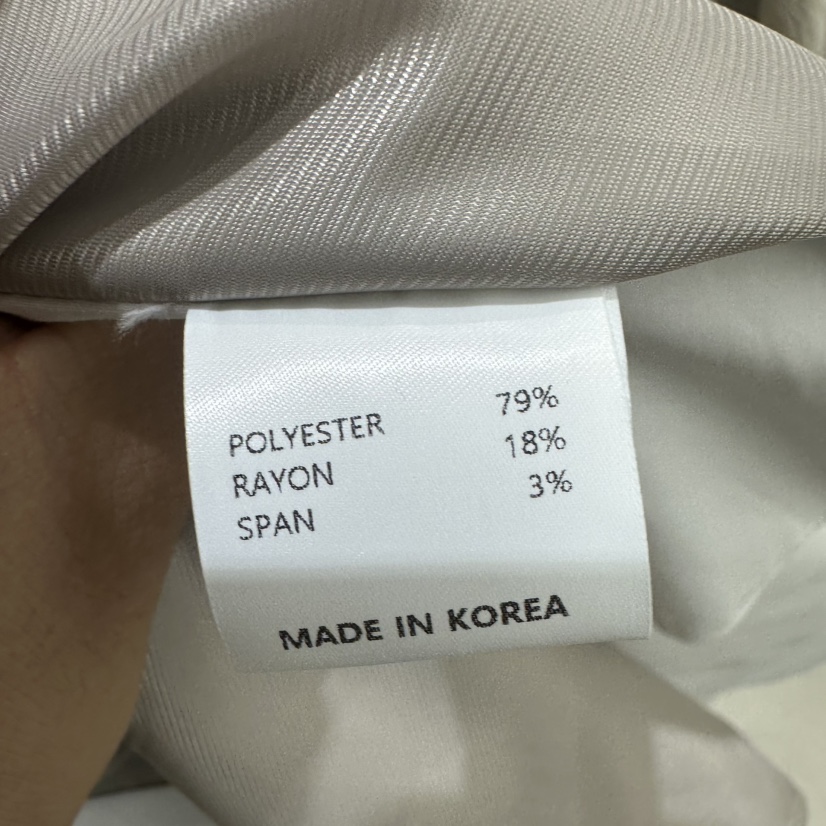 POLYESTER 79%
RAYON 18%
SPAN 3%
MADE IN KOREA